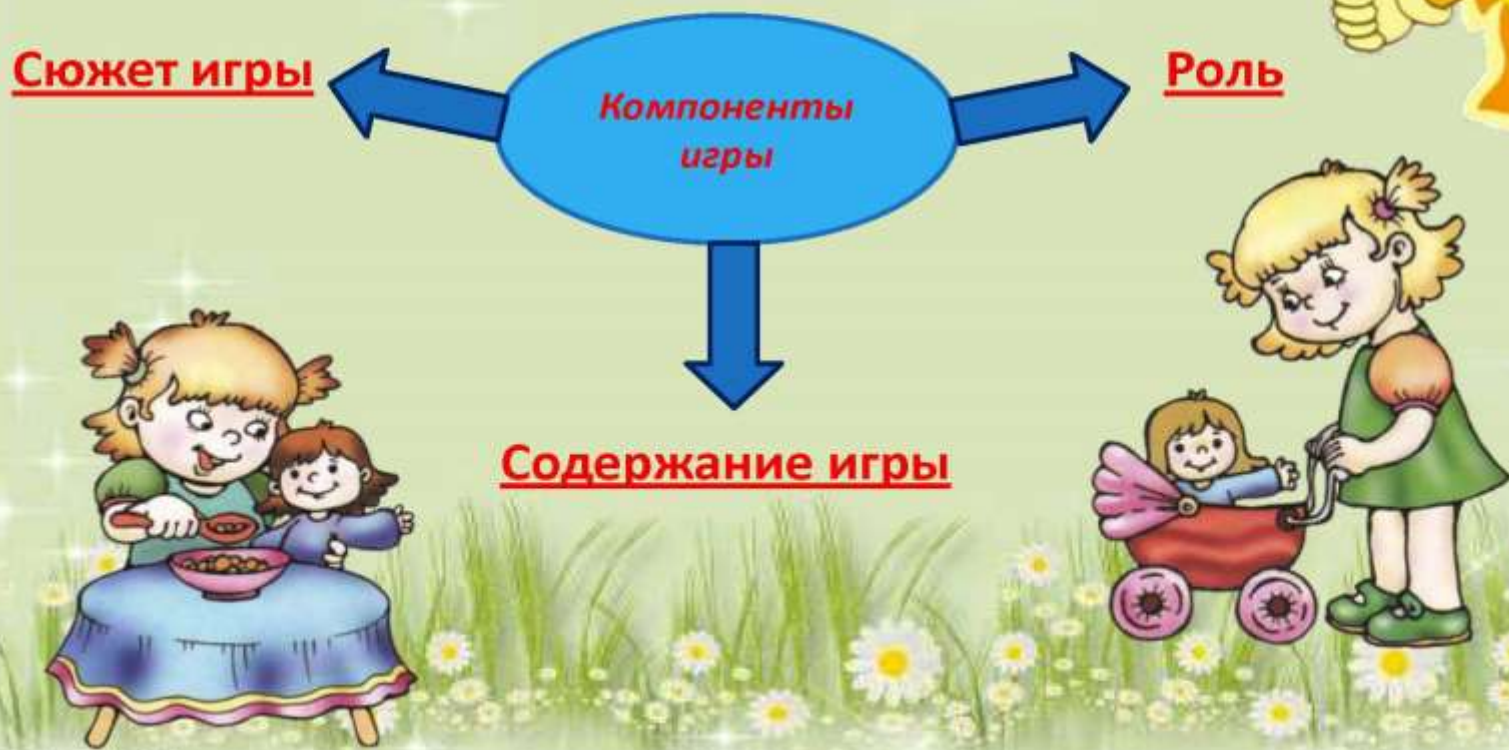 Сюжет игры
Компоненты
игры
Роль
Содержание игры